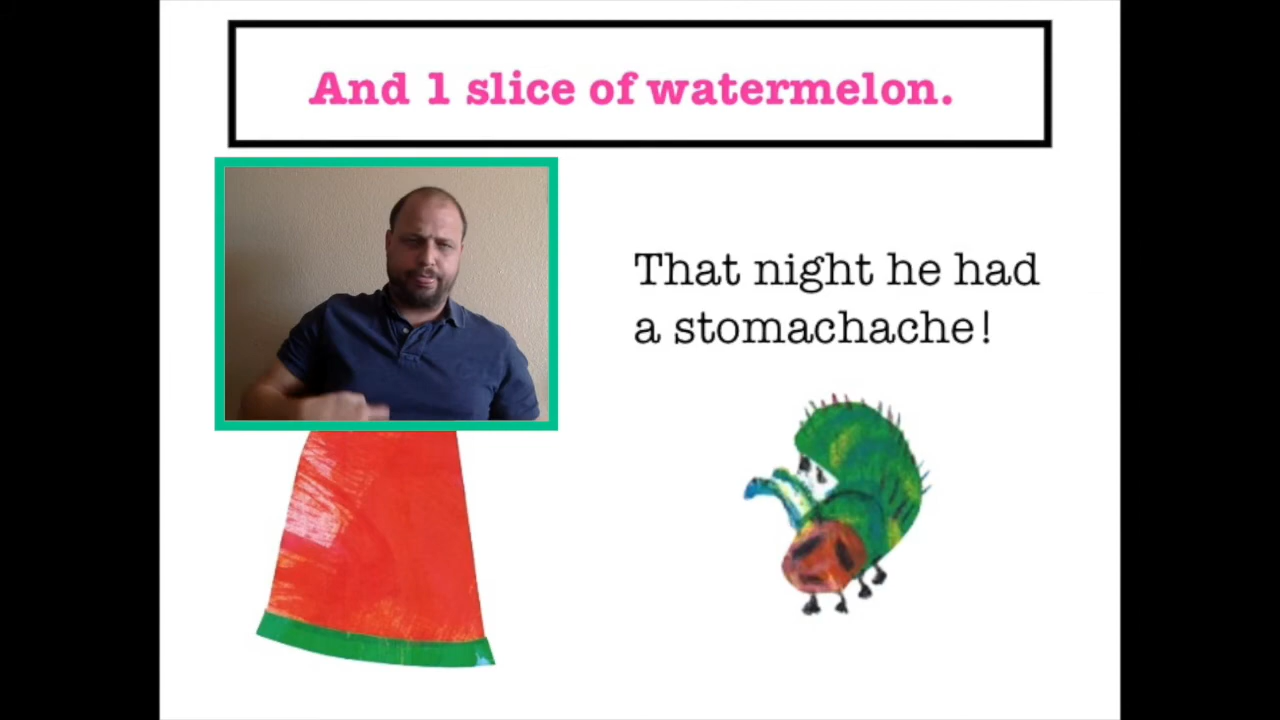 And 1 slice of watermelon.
That night he had
a stomachache!